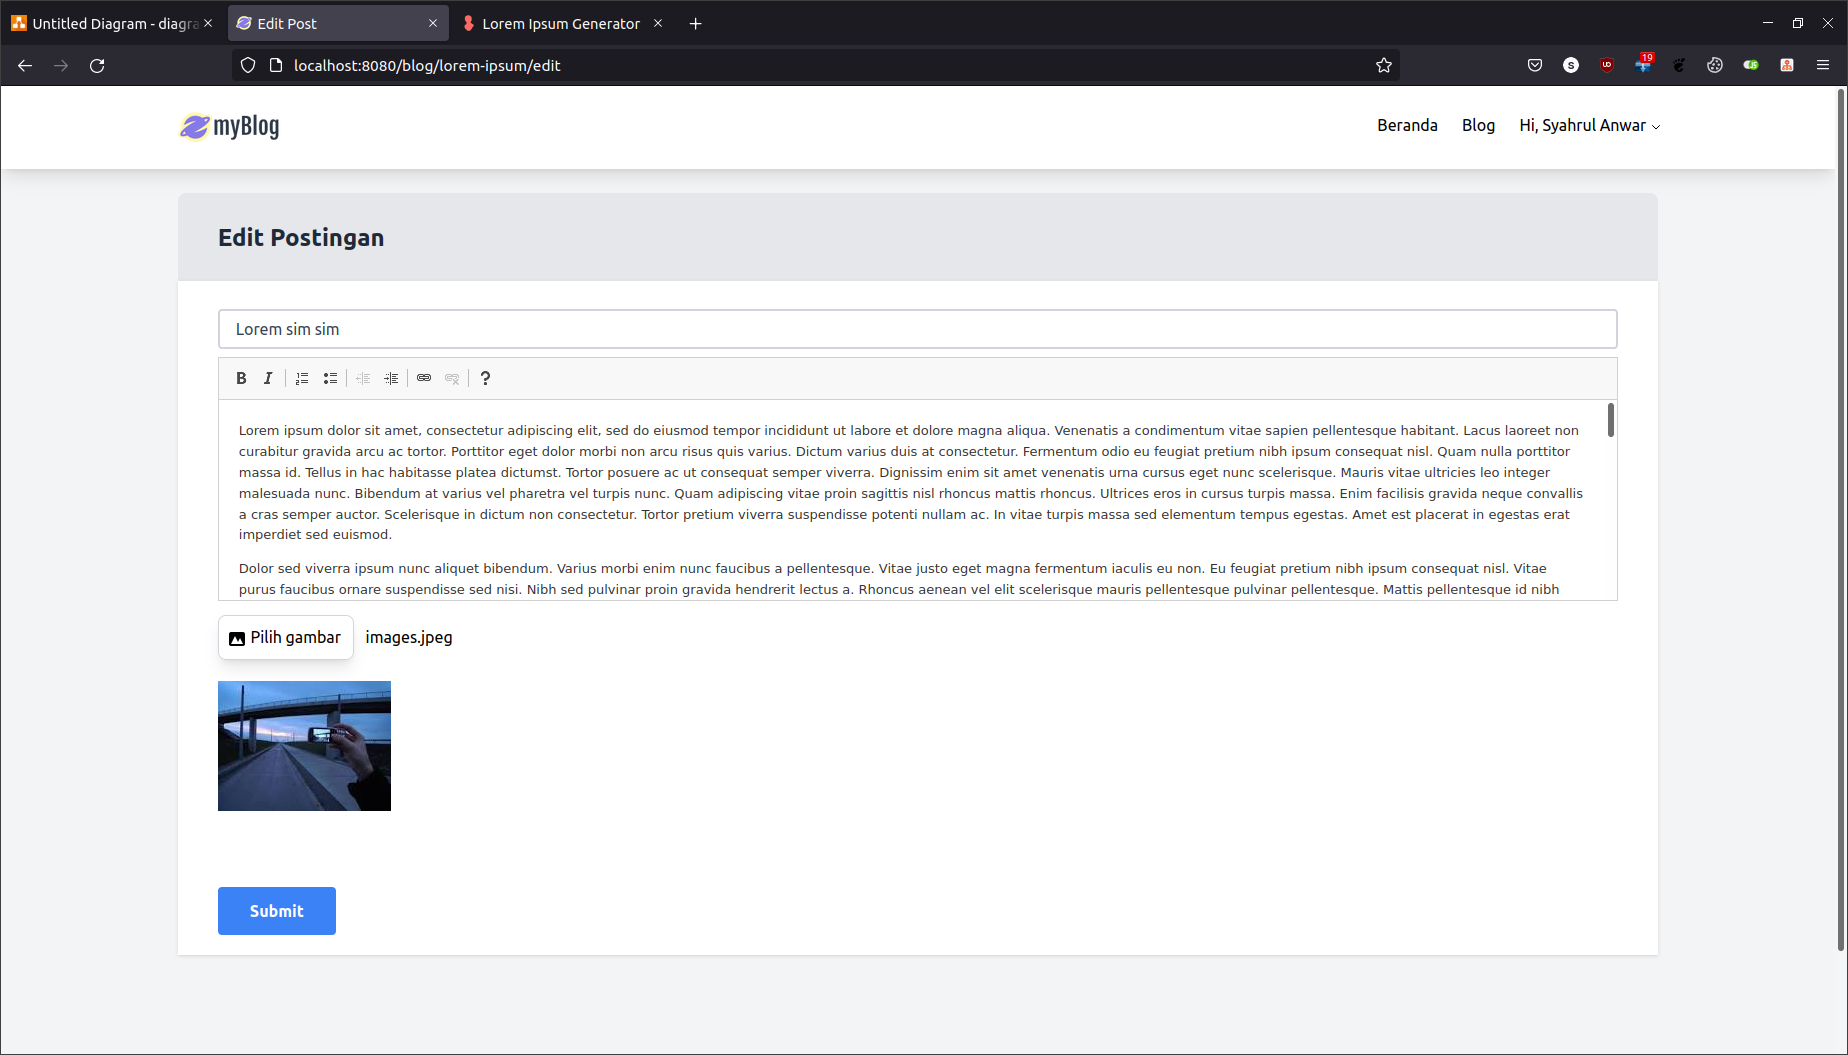 Untitled Diagram - diagra
Edit Post
Lorem Ipsum Generator
localhost:8080/blog/lorem-ipsum/edit
S
UD
19
JS
myBlog
Beranda
Blog
Hi, Syahrul Anwar
Edit Postingan
Lorem sim sim
B I
?
Lorem ipsum dolor sit amet, consectetur adipiscing elit, sed do eiusmod tempor incididunt ut labore et dolore magna aliqua. Venenatis a condimentum vitae sapien pellentesque habitant. Lacus laoreet non
curabitur gravida arcu ac tortor. Porttitor eget dolor morbi non arcu risus quis varius. Dictum varius duis at consectetur. Fermentum odio eu feugiat pretium nibh ipsum consequat nisl. Quam nulla porttitor
massa id. Tellus in hac habitasse platea dictumst. Tortor posuere ac ut consequat semper viverra. Dignissim enim sit amet venenatis urna cursus eget nunc scelerisque. Mauris vitae ultricies leo integer
malesuada nunc. Bibendum at varius vel pharetra vel turpis nunc. Quam adipiscing vitae proin sagittis nisl rhoncus mattis rhoncus. Ultrices eros in cursus turpis massa. Enim facilisis gravida neque convallis
a cras semper auctor. Scelerisque in dictum non consectetur. Tortor pretium viverra suspendisse potenti nullam ac. In vitae turpis massa sed elementum tempus egestas. Amet est placerat in egestas erat
imperdiet sed euismod.
Dolor sed viverra ipsum nunc aliquet bibendum. Varius morbi enim nunc faucibus a pellentesque. Vitae justo eget magna fermentum iaculis eu non. Eu feugiat pretium nibh ipsum consequat nisl. Vitae
purus faucibus ornare suspendisse sed nisi. Nibh sed pulvinar proin gravida hendrerit lectus a. Rhoncus aenean vel elit scelerisque mauris pellentesque pulvinar pellentesque. Mattis pellentesque id nibh
Pilih gambar
images.jpeg
Submit